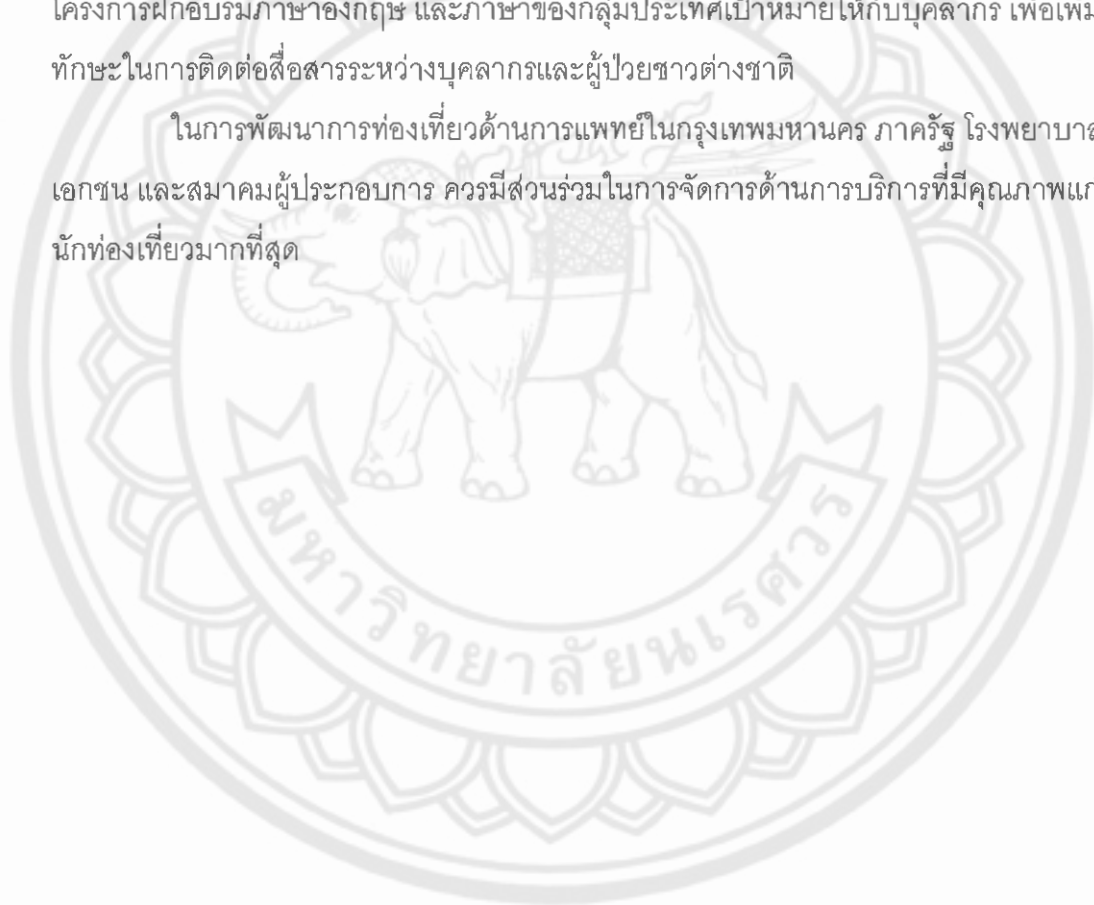 โครงการฝึกอบรมภาษาอังกฤษ และภาษาของกลุ่มประเทศเป้าหมายให้กับบุคลากร เพื่อเพิ่ม
ทักษะในการติดต่อสื่อสารระหว่างบุคลากรและผู้ป่วยชาวต่างชาติ
ในการพัฒนาการท่องเที่ยวด้านการแพทย์ในกรุงเทพมหานคร ภาครัฐ โรงพยาบาล
เอกชน และสมาคมผู้ประกอบการ ควรมีส่วนร่วมในการจัดการด้านการบริการที่มีคุณภาพแก่
นักท่องเที่ยวมากที่สุด
มหาวิทยาลัยนเรศวร